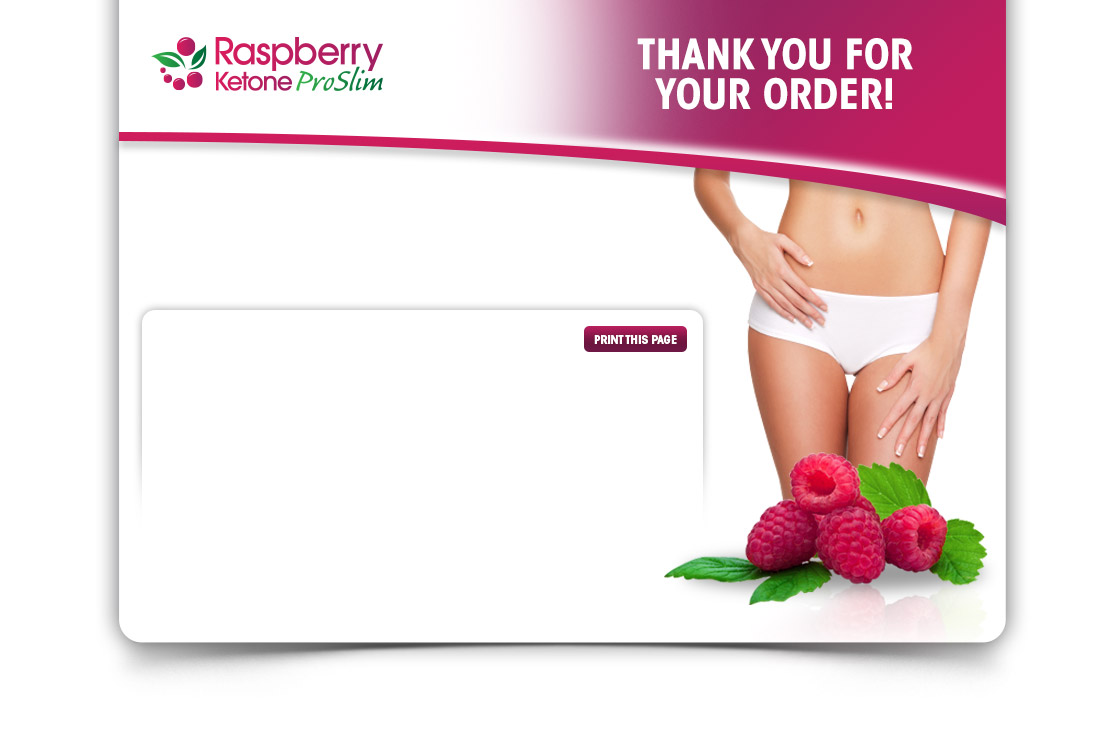 Raspberry
Ketone ProSlim
THANK YOU FOR
YOUR ORDER!
PRINT THIS PAGE